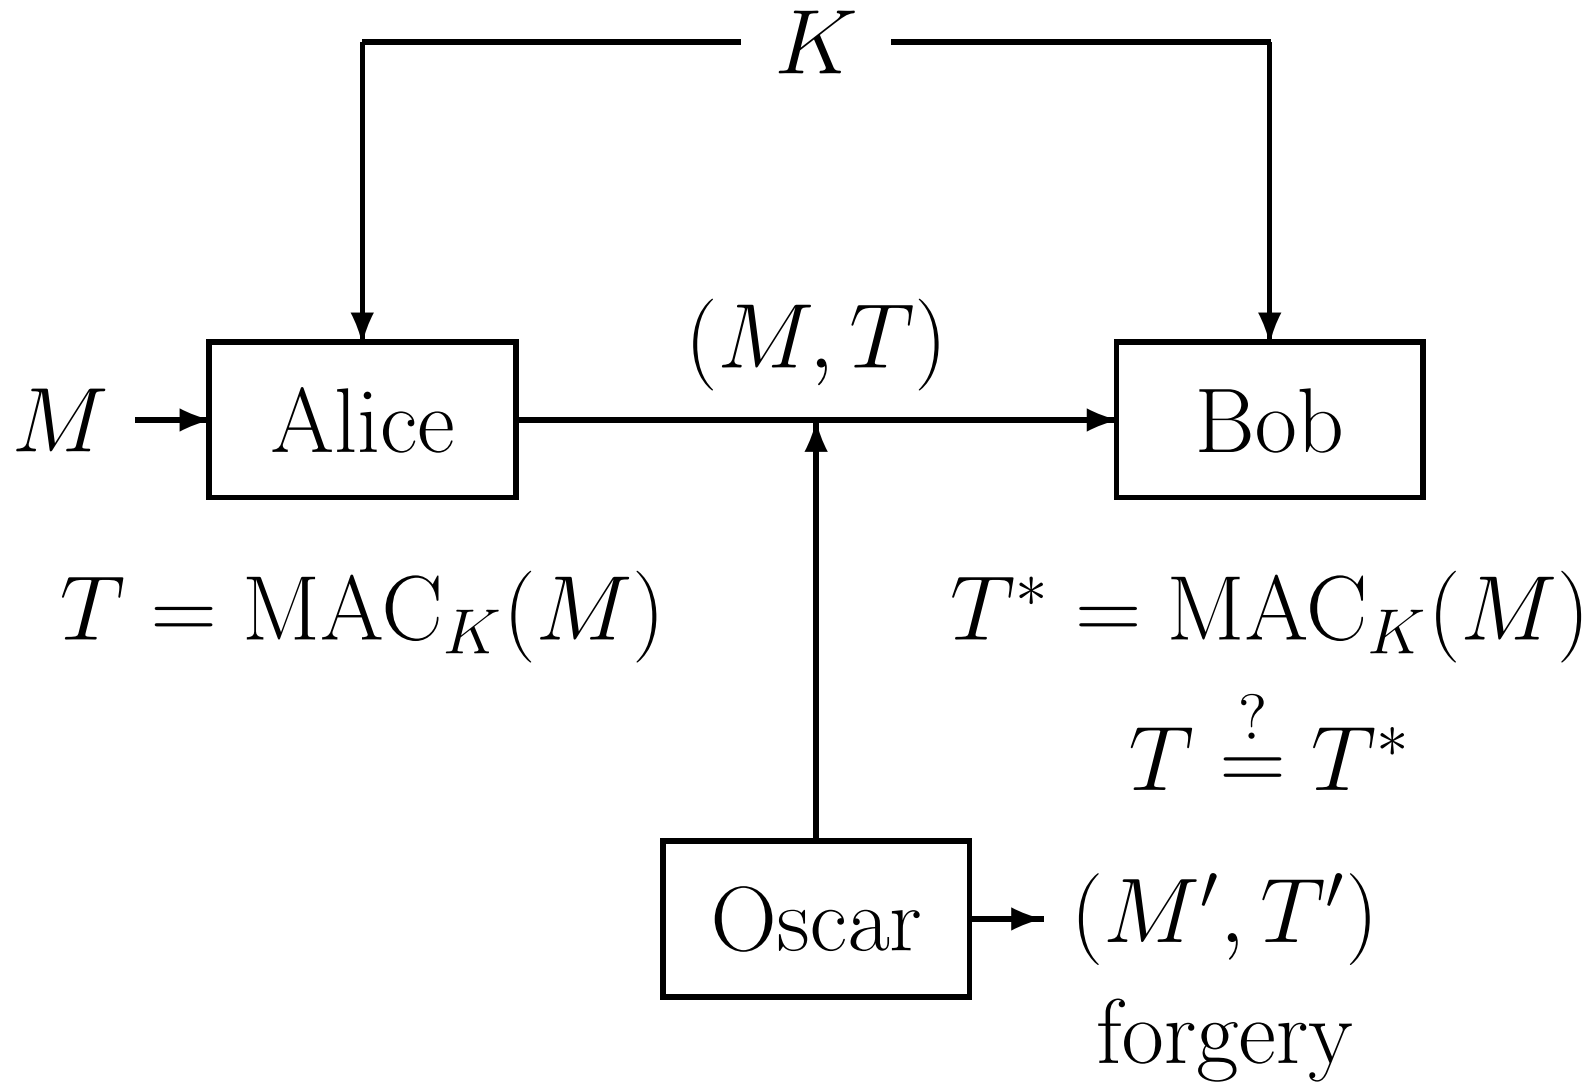 K
(M, T)
M
Alice
Bob
T = MAC_K(M)
T* = MAC_K(M)
T ≟ T*
Oscar
(M′, T′)
forgery